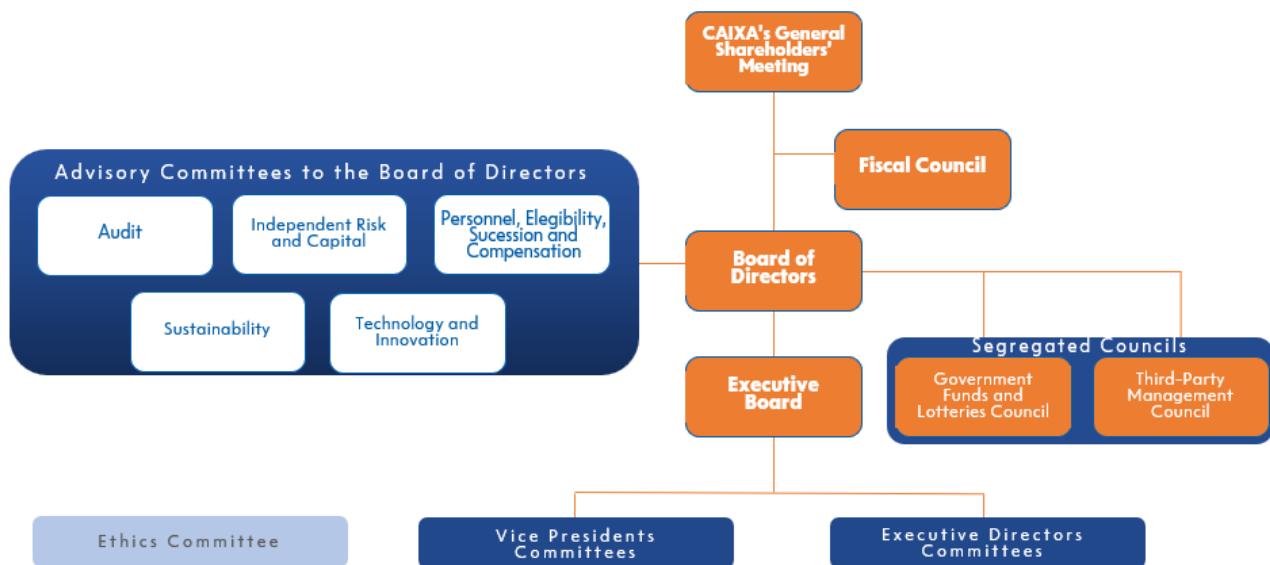 CAIXA's General
Shareholders'
Meeting
Fiscal Council
Advisory Committees to the Board of Directors
Audit
Independent Risk
and Capital
Personnel, Elegibility,
Sucession and
Compensation
Sustainability
Technology and
Innovation
Board of
Directors
Segregated Councils
Government
Funds and
Lotteries Council
Third-Party
Management
Council
Executive
Board
Ethics Committee
Vice Presidents
Committees
Executive Directors
Committees